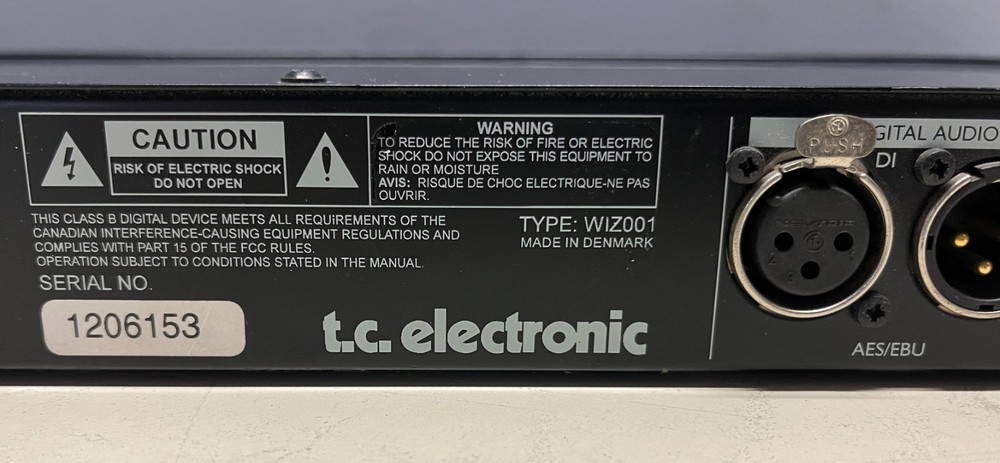 CAUTION
RISK OF ELECTRIC SHOCK
DO NOT OPEN
WARNING
TO REDUCE THE RISK OF FIRE OR ELECTRIC
SHOCK DO NOT EXPOSE THIS EQUIPMENT TO
RAIN OR MOISTURE
AVIS: RISQUE DE CHOC ELECTRIQUE-NE PAS
OUVRIR.
THIS CLASS B DIGITAL DEVICE MEETS ALL REQUIREMENTS OF THE
CANADIAN INTERFERENCE-CAUSING EQUIPMENT REGULATIONS AND
COMPLIES WITH PART 15 OF THE FCC RULES.
OPERATION SUBJECT TO CONDITIONS STATED IN THE MANUAL.
TYPE: WIZ001
MADE IN DENMARK
SERIAL NO.
1206153
t.c. electronic
PUSH
GITAL AUDIO
DI
AES/EBU